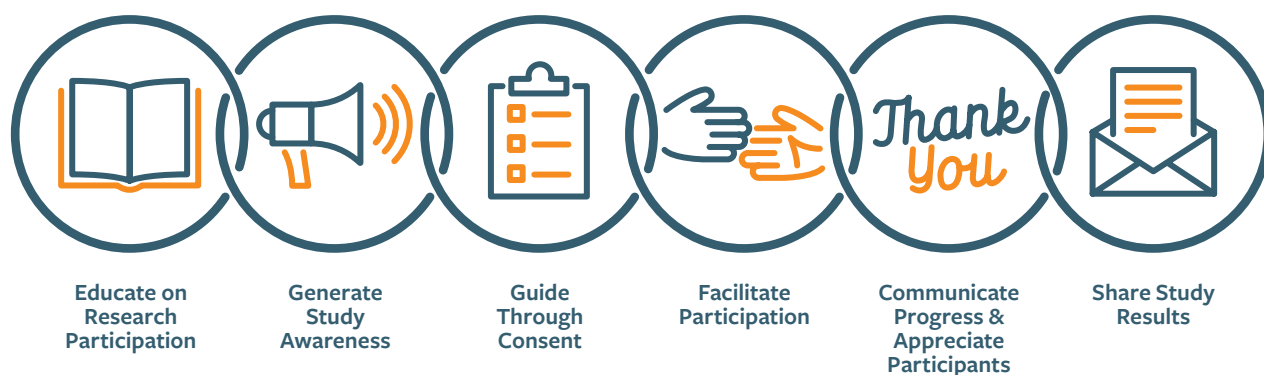 Thank
You
Educate on
Research
Participation
Generate
Study
Awareness
Guide
Through
Consent
Facilitate
Participation
Communicate
Progress &
Appreciate
Participants
Share Study
Results